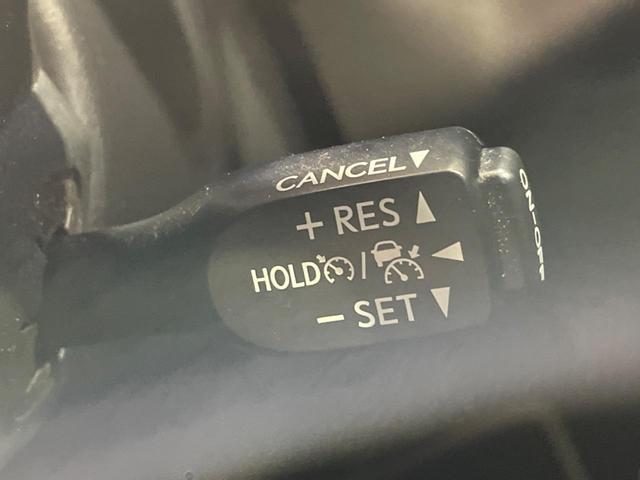 CANCEL▼
+ RES ▲
HOLD / ◀
- SET ▼
ON-OFF